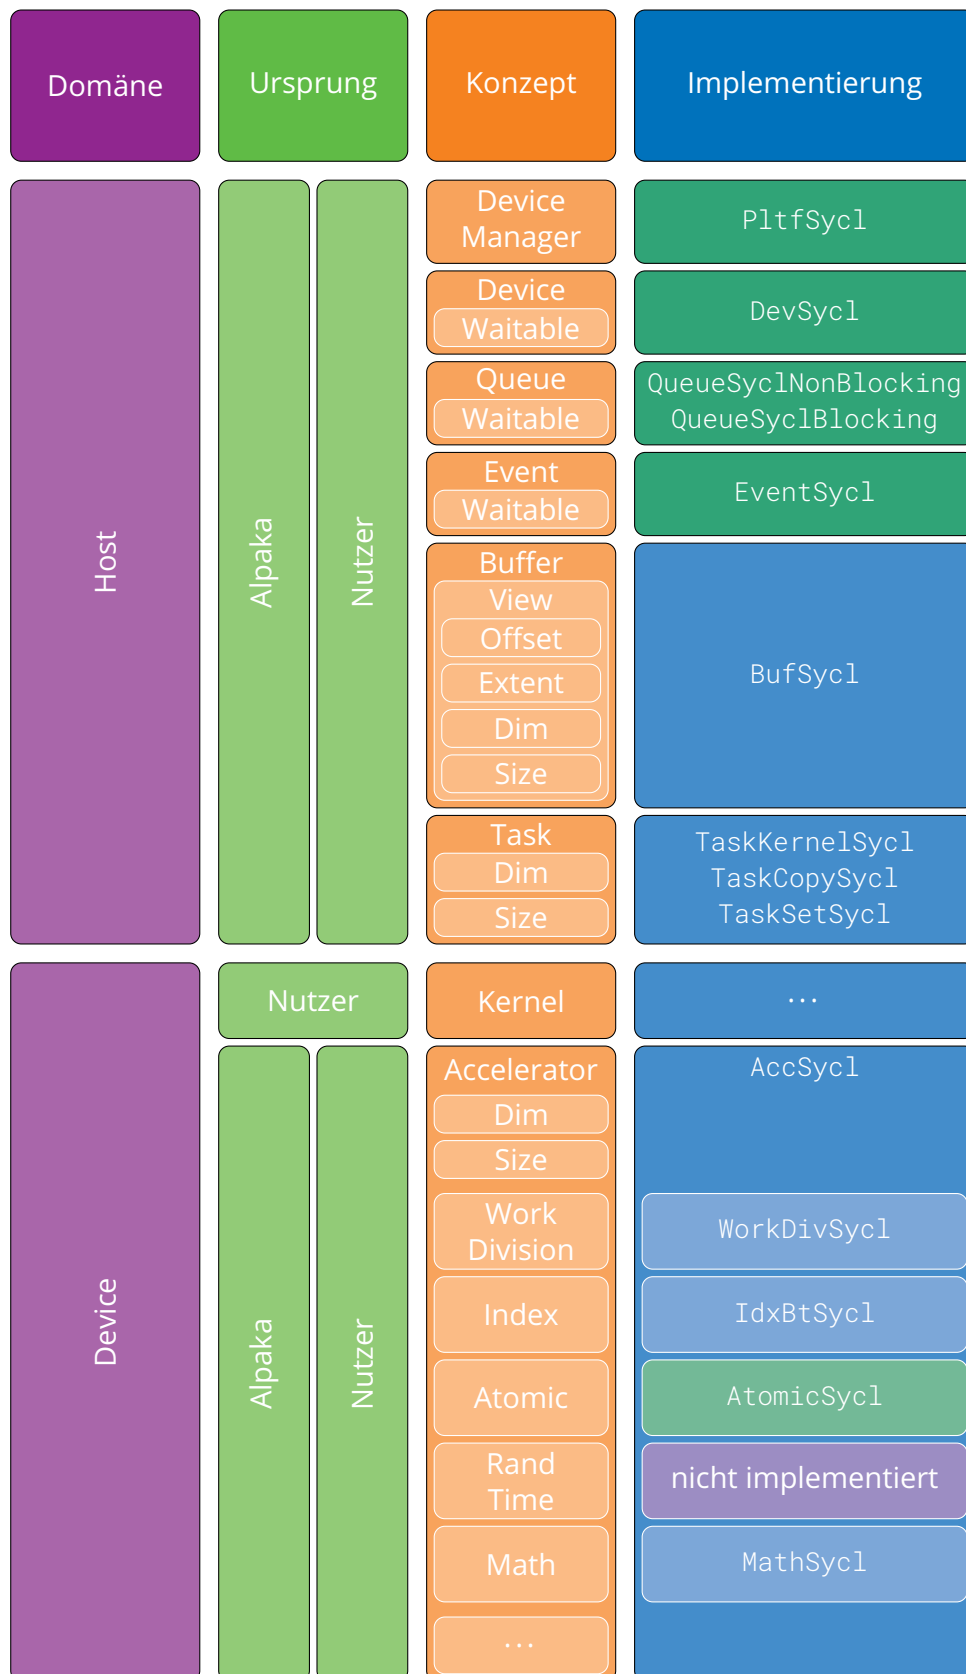 Domäne
Ursprung
Konzept
Implementierung
Host
Alpaka
Nutzer
Device
Manager
PltfSycl
Device
Waitable
DevSycl
Queue
Waitable
QueueSyclNonBlocking
QueueSyclBlocking
Event
Waitable
EventSycl
Buffer
View
Offset
Extent
Dim
Size
BufSycl
Task
Dim
Size
TaskKernelSycl
TaskCopySycl
TaskSetSycl
Device
Nutzer
Kernel
...
Alpaka
Nutzer
Accelerator
Dim
Size
AccSycl
Work
Division
WorkDivSycl
Index
IdxBtSycl
Atomic
AtomicSycl
Rand
Time
nicht implementiert
Math
MathSycl
...